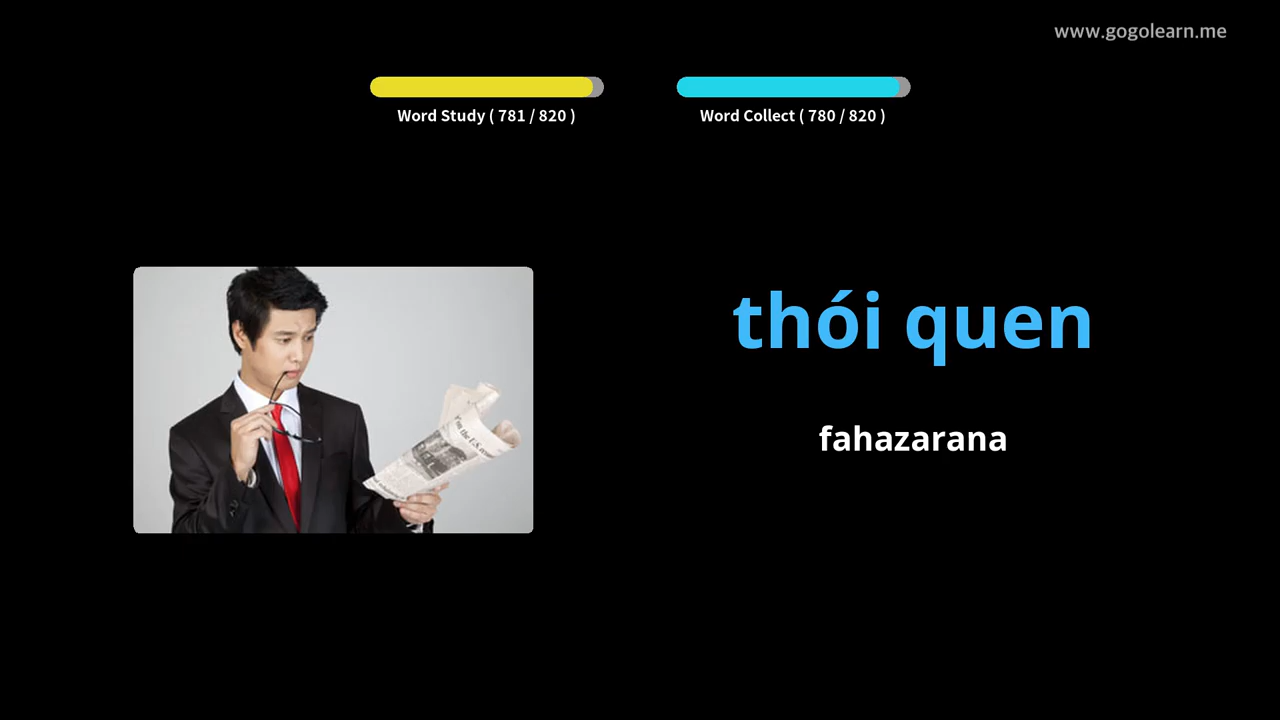 www.gogolearn.me
Word Study ( 781 / 820 )
Word Collect ( 780 / 820 )
thói quen
fahazarana